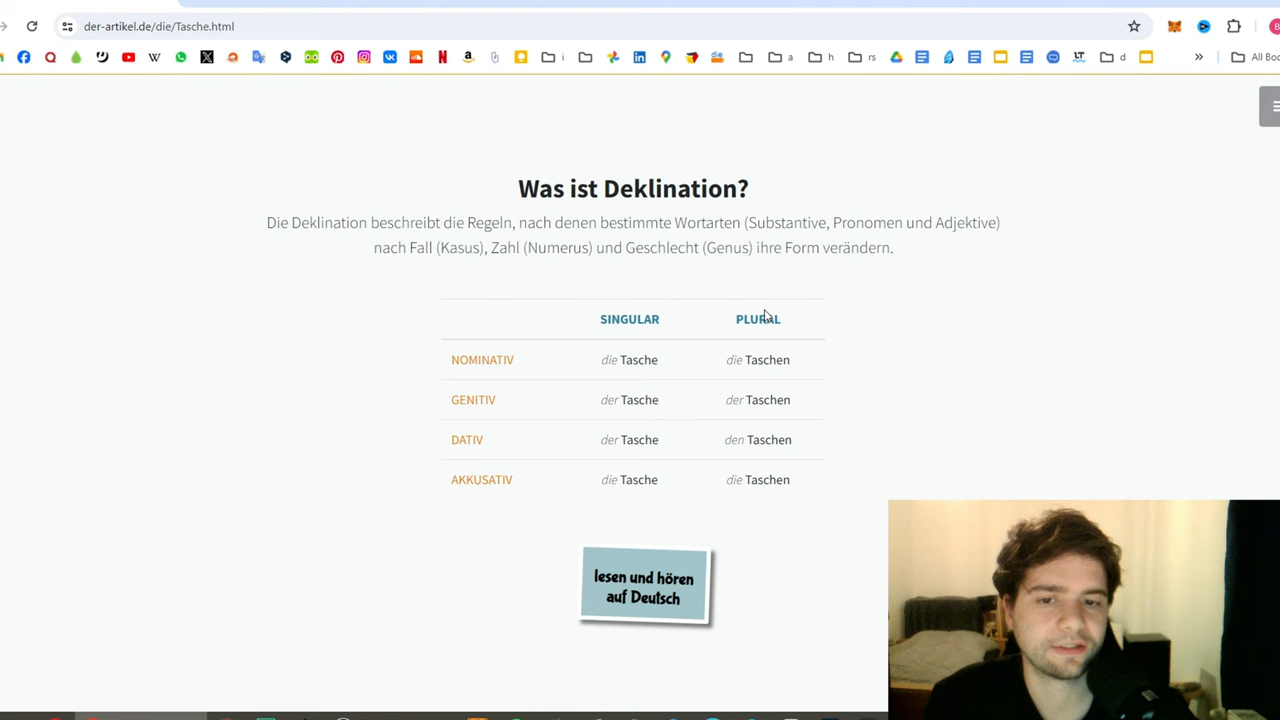 der-artikel.de/die/Tasche.html
i
a
h
rs
d
»
All Boo
Was ist Deklination?
Die Deklination beschreibt die Regeln, nach denen bestimmte Wortarten (Substantive, Pronomen und Adjektive)
nach Fall (Kasus), Zahl (Numerus) und Geschlecht (Genus) ihre Form verändern.
SINGULAR PLURAL
NOMINATIV die Tasche die Taschen
GENITIV der Tasche der Taschen
DATIV der Tasche den Taschen
AKKUSATIV die Tasche die Taschen
lesen und hören
auf Deutsch